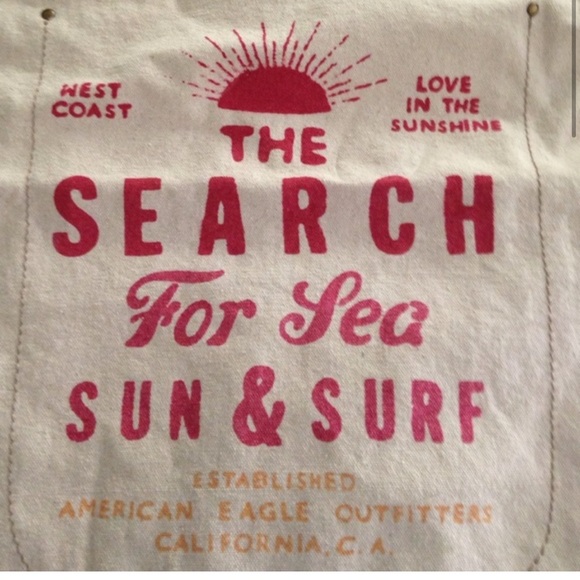 WEST
COAST
LOVE
IN THE
SUNSHINE
THE
SEARCH
For Sea
SUN & SURF
ESTABLISHED
AMERICAN EAGLE OUTFITTERS
CALIFORNIA, C.A.